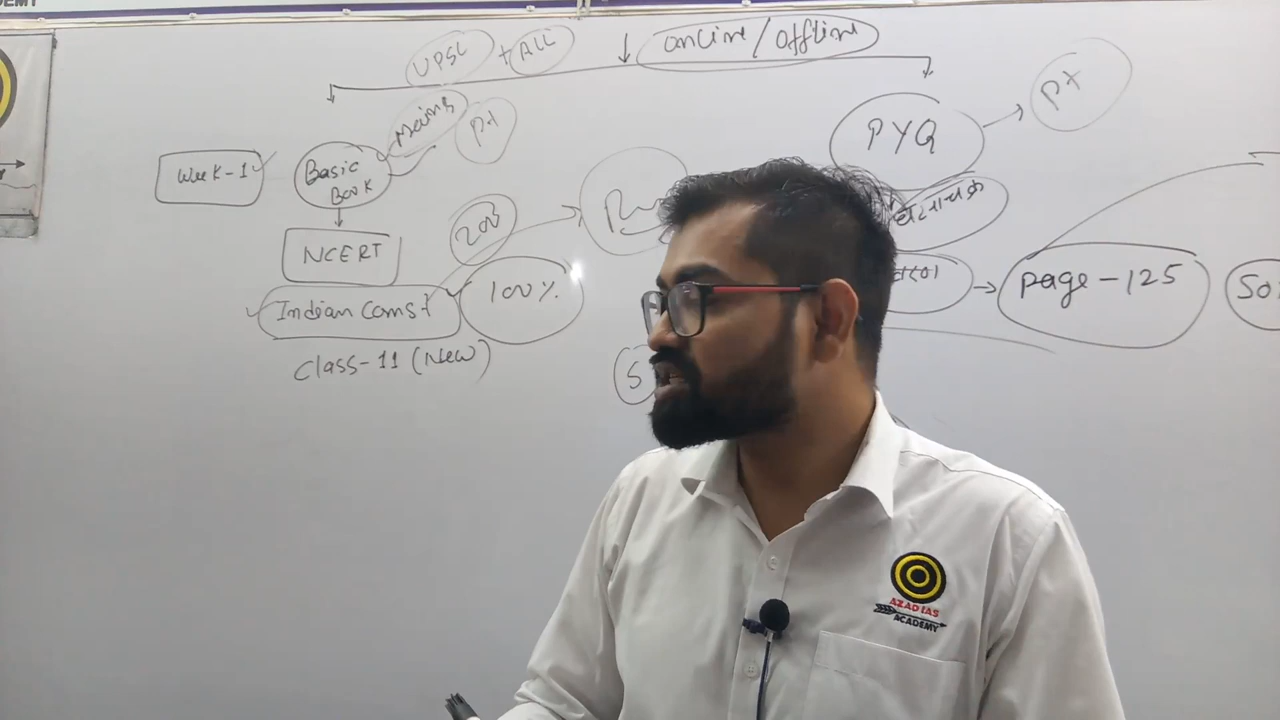 UPSC + ALL
online/offline
Mains
Pt
Week-1
Basic
Book
NCERT
Indian Const
Class-11 (New)
200
100%
PYQ
Pt
page-125
S
AZAD IAS
ACADEMY